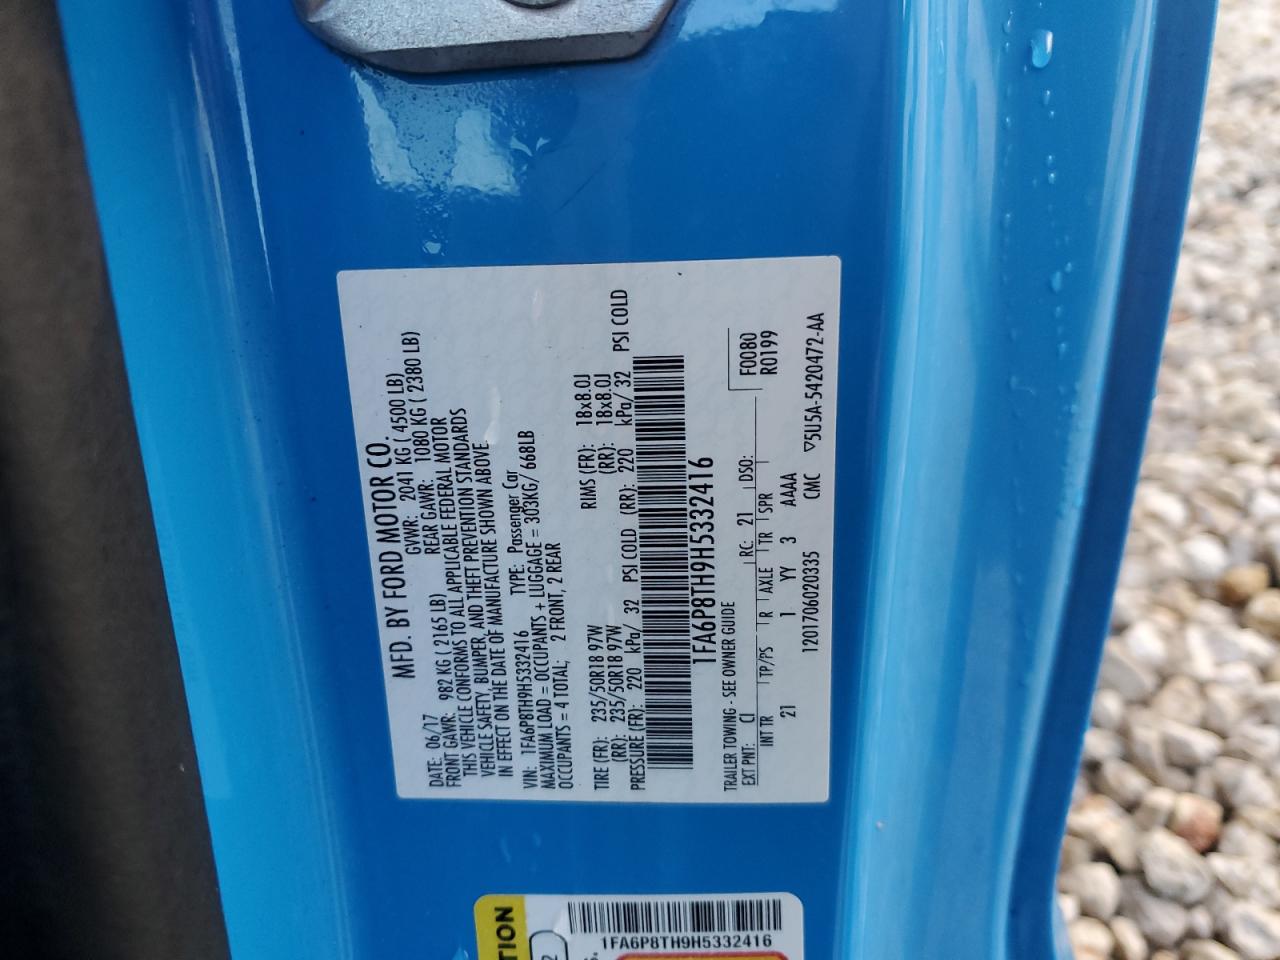 MFD. BY FORD MOTOR CO.
DATE: 06/17 GVWR: 2041 KG ( 4500 LB)
FRONT GAWR: 982 KG ( 2165 LB) REAR GAWR: 1080 KG ( 2380 LB)
THIS VEHICLE CONFORMS TO ALL APPLICABLE FEDERAL MOTOR
VEHICLE SAFETY, BUMPER, AND THEFT PREVENTION STANDARDS
IN EFFECT ON THE DATE OF MANUFACTURE SHOWN ABOVE.
VIN: 1FA6P8TH9H5332416 TYPE: Passenger Car
MAXIMUM LOAD = OCCUPANTS + LUGGAGE = 303KG/ 668LB
OCCUPANTS = 4 TOTAL; 2 FRONT, 2 REAR
TIRE (FR): 235/50R18 97W RIMS (FR): 18x8.0J
(RR): 235/50R18 97W (RR): 18x8.0J
PRESSURE (FR): 220 kPa/ 32 PSI COLD (RR): 220 kPa/ 32 PSI COLD
1FA6P8TH9H5332416
TRAILER TOWING - SEE OWNER GUIDE F0080
EXT PNT: CI RC: 21 DSO: R0199
INT TR TP/PS R AXLE TR SPR
21 1 YY 3 AAAA
1201706020335 CMC ▽5U5A-5420472-AA
TION
1FA6P8TH9H5332416